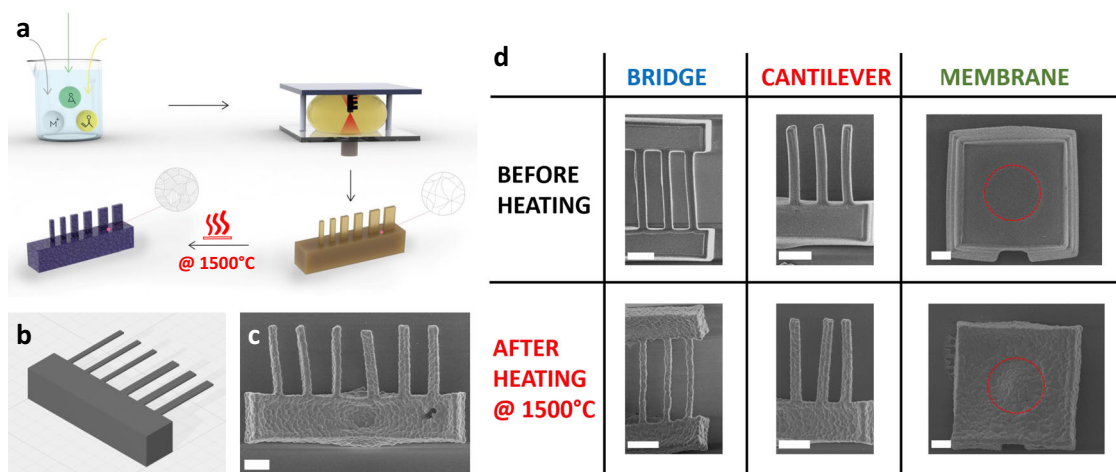 a
@ 1500°C
b
c
d
BRIDGE
CANTILEVER
MEMBRANE
BEFORE
HEATING
AFTER
HEATING
@ 1500°C